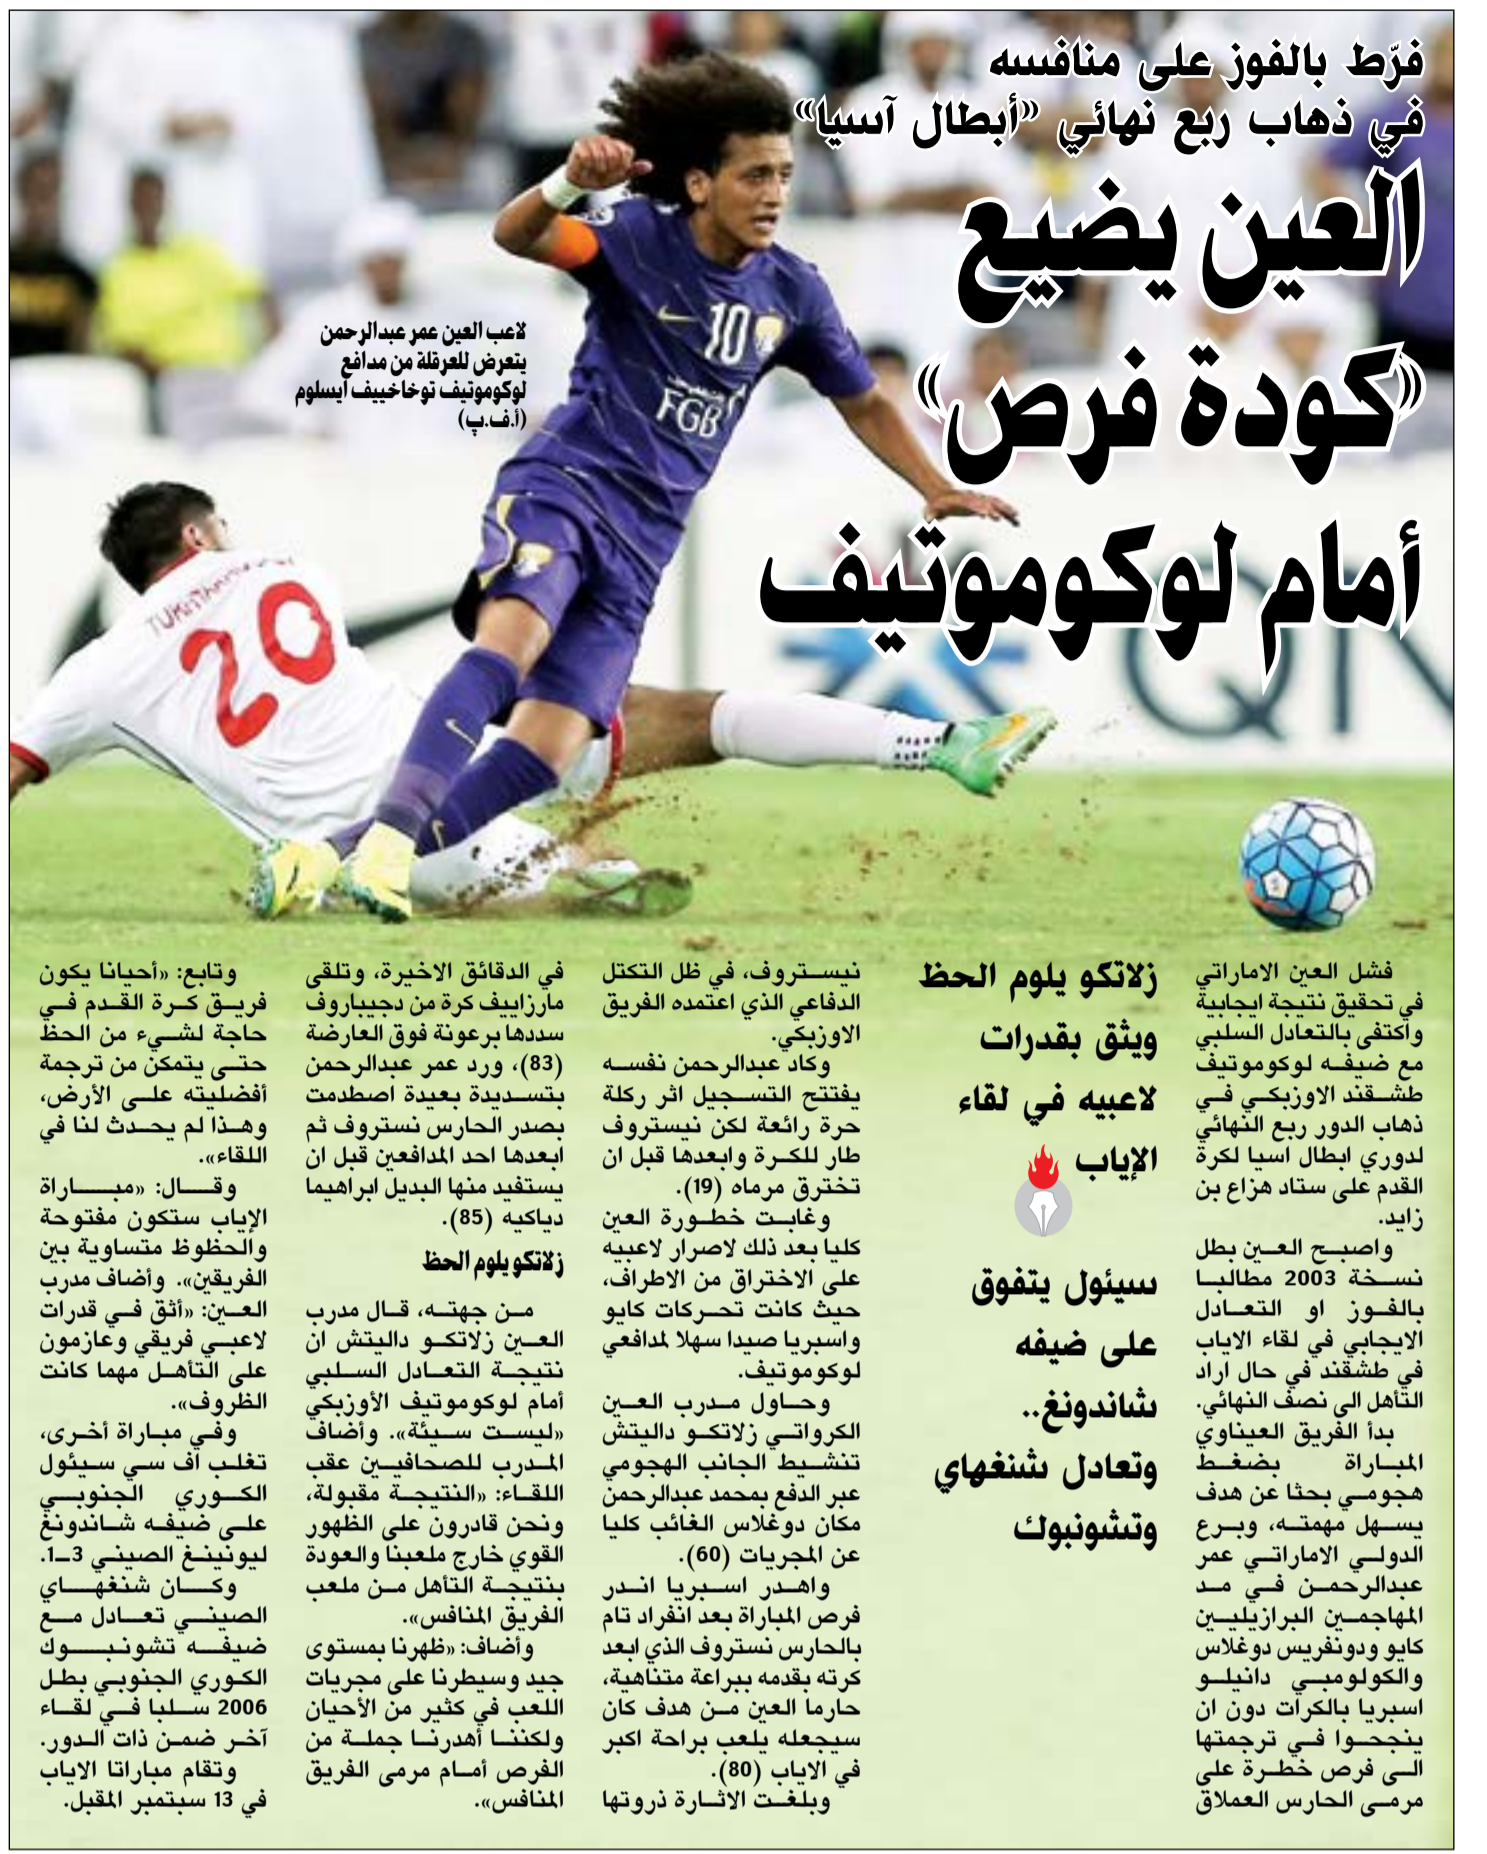 فرّط بالفوز على منافسه
في ذهاب ربع نهائي «أبطال آسيا»
العين يضيع
«كودة فرص»
أمام لوكوموتيف
لاعب العين عمر عبدالرحمن
يتعرض للعرقلة من مدافع
لوكوموتيف توخاخييف ايسلوم
(أ.ف.پ)
10
FGB
20
فشل العين الاماراتي
في تحقيق نتيجة ايجابية
واكتفى بالتعادل السلبي
مع ضيفه لوكوموتيف
طشقند الاوزبكي في
ذهاب الدور ربع النهائي
لدوري ابطال اسيا لكرة
القدم على ستاد هزاع بن
زايد.
واصبح العين بطل
نسخة 2003 مطالبا
بالفوز او التعادل
الايجابي في لقاء الاياب
في طشقند في حال اراد
التأهل الى نصف النهائي.
بدأ الفريق العيناوي
المباراة بضغط
هجومي بحثا عن هدف
يسهل مهمته، وبرع
الدولي الاماراتي عمر
عبدالرحمن في مد
المهاجمين البرازيليين
كايو ودونفريس دوغلاس
والكولومبي دانيلو
اسبريا بالكرات دون ان
ينجحوا في ترجمتها
الى فرص خطرة على
مرمى الحارس العملاق
زلاتكو يلوم الحظ
ويثق بقدرات
لاعبيه في لقاء
الإياب
سيئول يتفوق
على ضيفه
شاندونغ..
وتعادل شنغهاي
وتشونبوك
نيستروف، في ظل التكتل
الدفاعي الذي اعتمده الفريق
الاوزبكي.
وكاد عبدالرحمن نفسه
يفتتح التسجيل اثر ركلة
حرة رائعة لكن نيستروف
طار للكرة وابعدها قبل ان
تخترق مرماه (19).
وغابت خطورة العين
كليا بعد ذلك لاصرار لاعبيه
على الاختراق من الاطراف،
حيث كانت تحركات كايو
واسبريا صيدا سهلا لمدافعي
لوكوموتيف.
وحاول مدرب العين
الكرواتي زلاتكو داليتش
تنشيط الجانب الهجومي
عبر الدفع بمحمد عبدالرحمن
مكان دوغلاس الغائب كليا
عن المجريات (60).
واهدر اسبريا اندر
فرص المباراة بعد انفراد تام
بالحارس نستروف الذي ابعد
كرته بقدمه ببراعة متناهية،
حارما العين من هدف كان
سيجعله يلعب براحة اكبر
في الاياب (80).
وبلغت الاثارة ذروتها
في الدقائق الاخيرة، وتلقى
مارزاييف كرة من دجيباروف
سددها برعونة فوق العارضة
(83)، ورد عمر عبدالرحمن
بتسديدة بعيدة اصطدمت
بصدر الحارس نستروف ثم
ابعدها احد المدافعين قبل ان
يستفيد منها البديل ابراهيما
دياكيه (85).
زلاتكو يلوم الحظ
من جهته، قال مدرب
العين زلاتكو داليتش ان
نتيجة التعادل السلبي
أمام لوكوموتيف الأوزبكي
«ليست سيئة». وأضاف
المدرب للصحافيين عقب
اللقاء: «النتيجة مقبولة،
ونحن قادرون على الظهور
القوي خارج ملعبنا والعودة
بنتيجة التأهل من ملعب
الفريق المنافس».
وأضاف: «ظهرنا بمستوى
جيد وسيطرنا على مجريات
اللعب في كثير من الأحيان
ولكننا أهدرنا جملة من
الفرص أمام مرمى الفريق
المنافس».
وتابع: «أحيانا يكون
فريق كرة القدم في
حاجة لشيء من الحظ
حتى يتمكن من ترجمة
أفضليته على الأرض،
وهذا لم يحدث لنا في
اللقاء».
وقال: «مباراة
الإياب ستكون مفتوحة
والحظوظ متساوية بين
الفريقين». وأضاف مدرب
العين: «أثق في قدرات
لاعبي فريقي وعازمون
على التأهل مهما كانت
الظروف».
وفي مباراة أخرى،
تغلب اف سي سيئول
الكوري الجنوبي
على ضيفه شاندونغ
ليونينغ الصيني 3-1.
وكان شنغهاي
الصيني تعادل مع
ضيفه تشونبوك
الكوري الجنوبي بطل
2006 سلبا في لقاء
آخر ضمن ذات الدور.
وتقام مباراتا الاياب
في 13 سبتمبر المقبل.